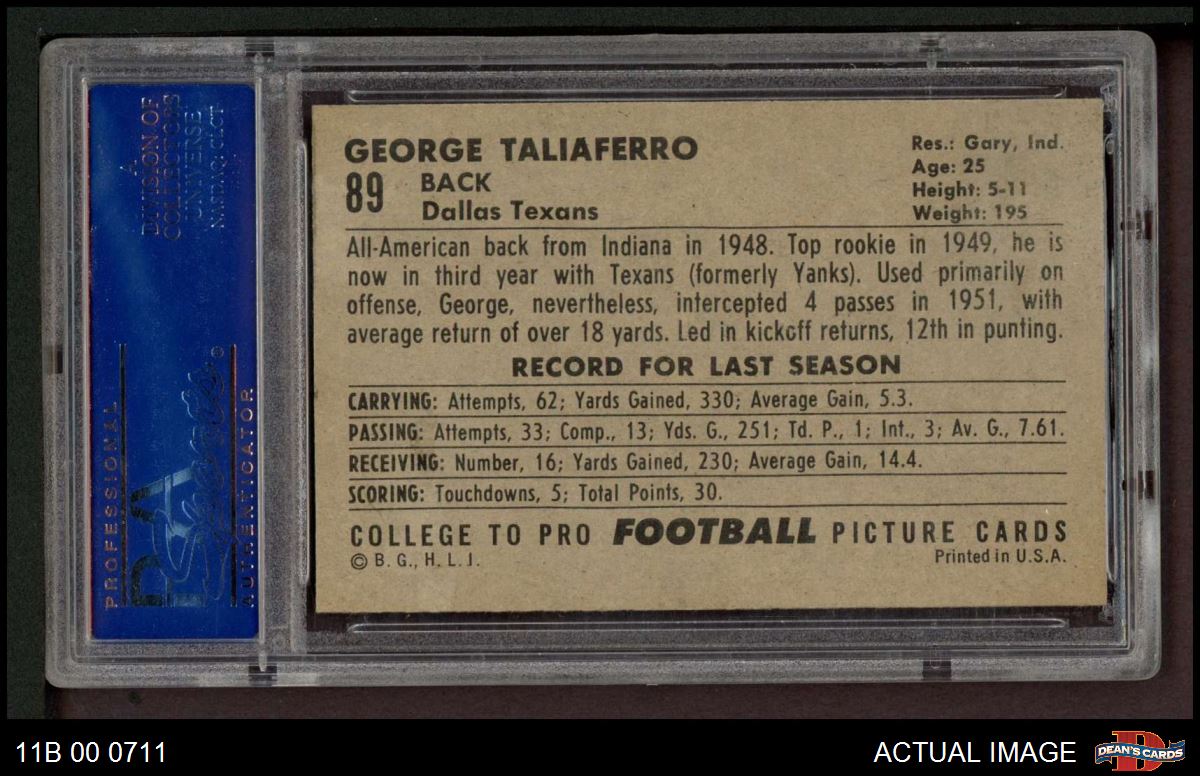 A
DIVISION OF
COLLECTORS
UNIVERSE
NASDAQ: CLCT
PROFESSIONAL
PSA
Sports
®
AUTHENTICATOR
GEORGE TALIAFERRO
89
BACK
Dallas Texans
Res.: Gary, Ind.
Age: 25
Height: 5-11
Weight: 195
All-American back from Indiana in 1948. Top rookie in 1949, he is
now in third year with Texans (formerly Yanks). Used primarily on
offense, George, nevertheless, intercepted 4 passes in 1951, with
average return of over 18 yards. Led in kickoff returns, 12th in punting.
RECORD FOR LAST SEASON
CARRYING: Attempts, 62; Yards Gained, 330; Average Gain, 5.3.
PASSING: Attempts, 33; Comp., 13; Yds. G., 251; Td. P., 1; Int., 3; Av. G., 7.61.
RECEIVING: Number, 16; Yards Gained, 230; Average Gain, 14.4.
SCORING: Touchdowns, 5; Total Points, 30.
COLLEGE TO PRO FOOTBALL PICTURE CARDS
© B. G., H. L. I.
Printed in U.S.A.
11B 00 0711
ACTUAL IMAGE
D
DEAN'S CARDS